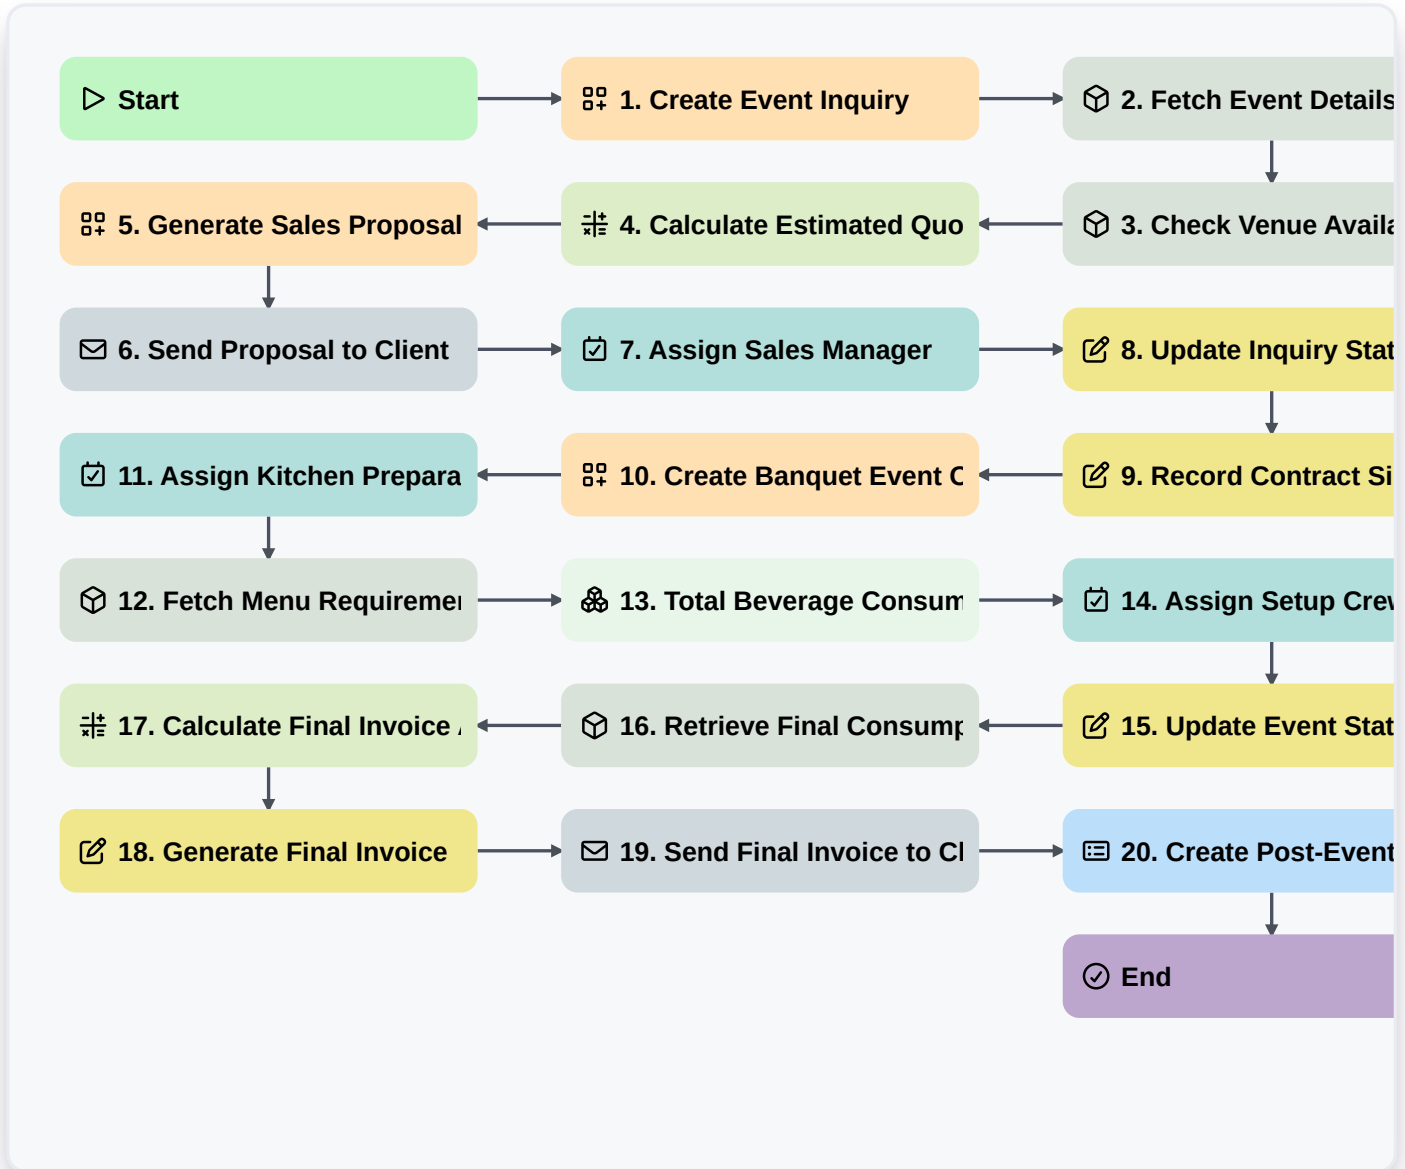 Start
1. Create Event Inquiry
2. Fetch Event Details
5. Generate Sales Proposal
4. Calculate Estimated Quo
3. Check Venue Availa
6. Send Proposal to Client
7. Assign Sales Manager
8. Update Inquiry Stat
11. Assign Kitchen Prepara
10. Create Banquet Event
9. Record Contract Si
12. Fetch Menu Requiremen
13. Total Beverage Consum
14. Assign Setup Crew
17. Calculate Final Invoice
16. Retrieve Final Consump
15. Update Event Stat
18. Generate Final Invoice
19. Send Final Invoice to Cl
20. Create Post-Event
End